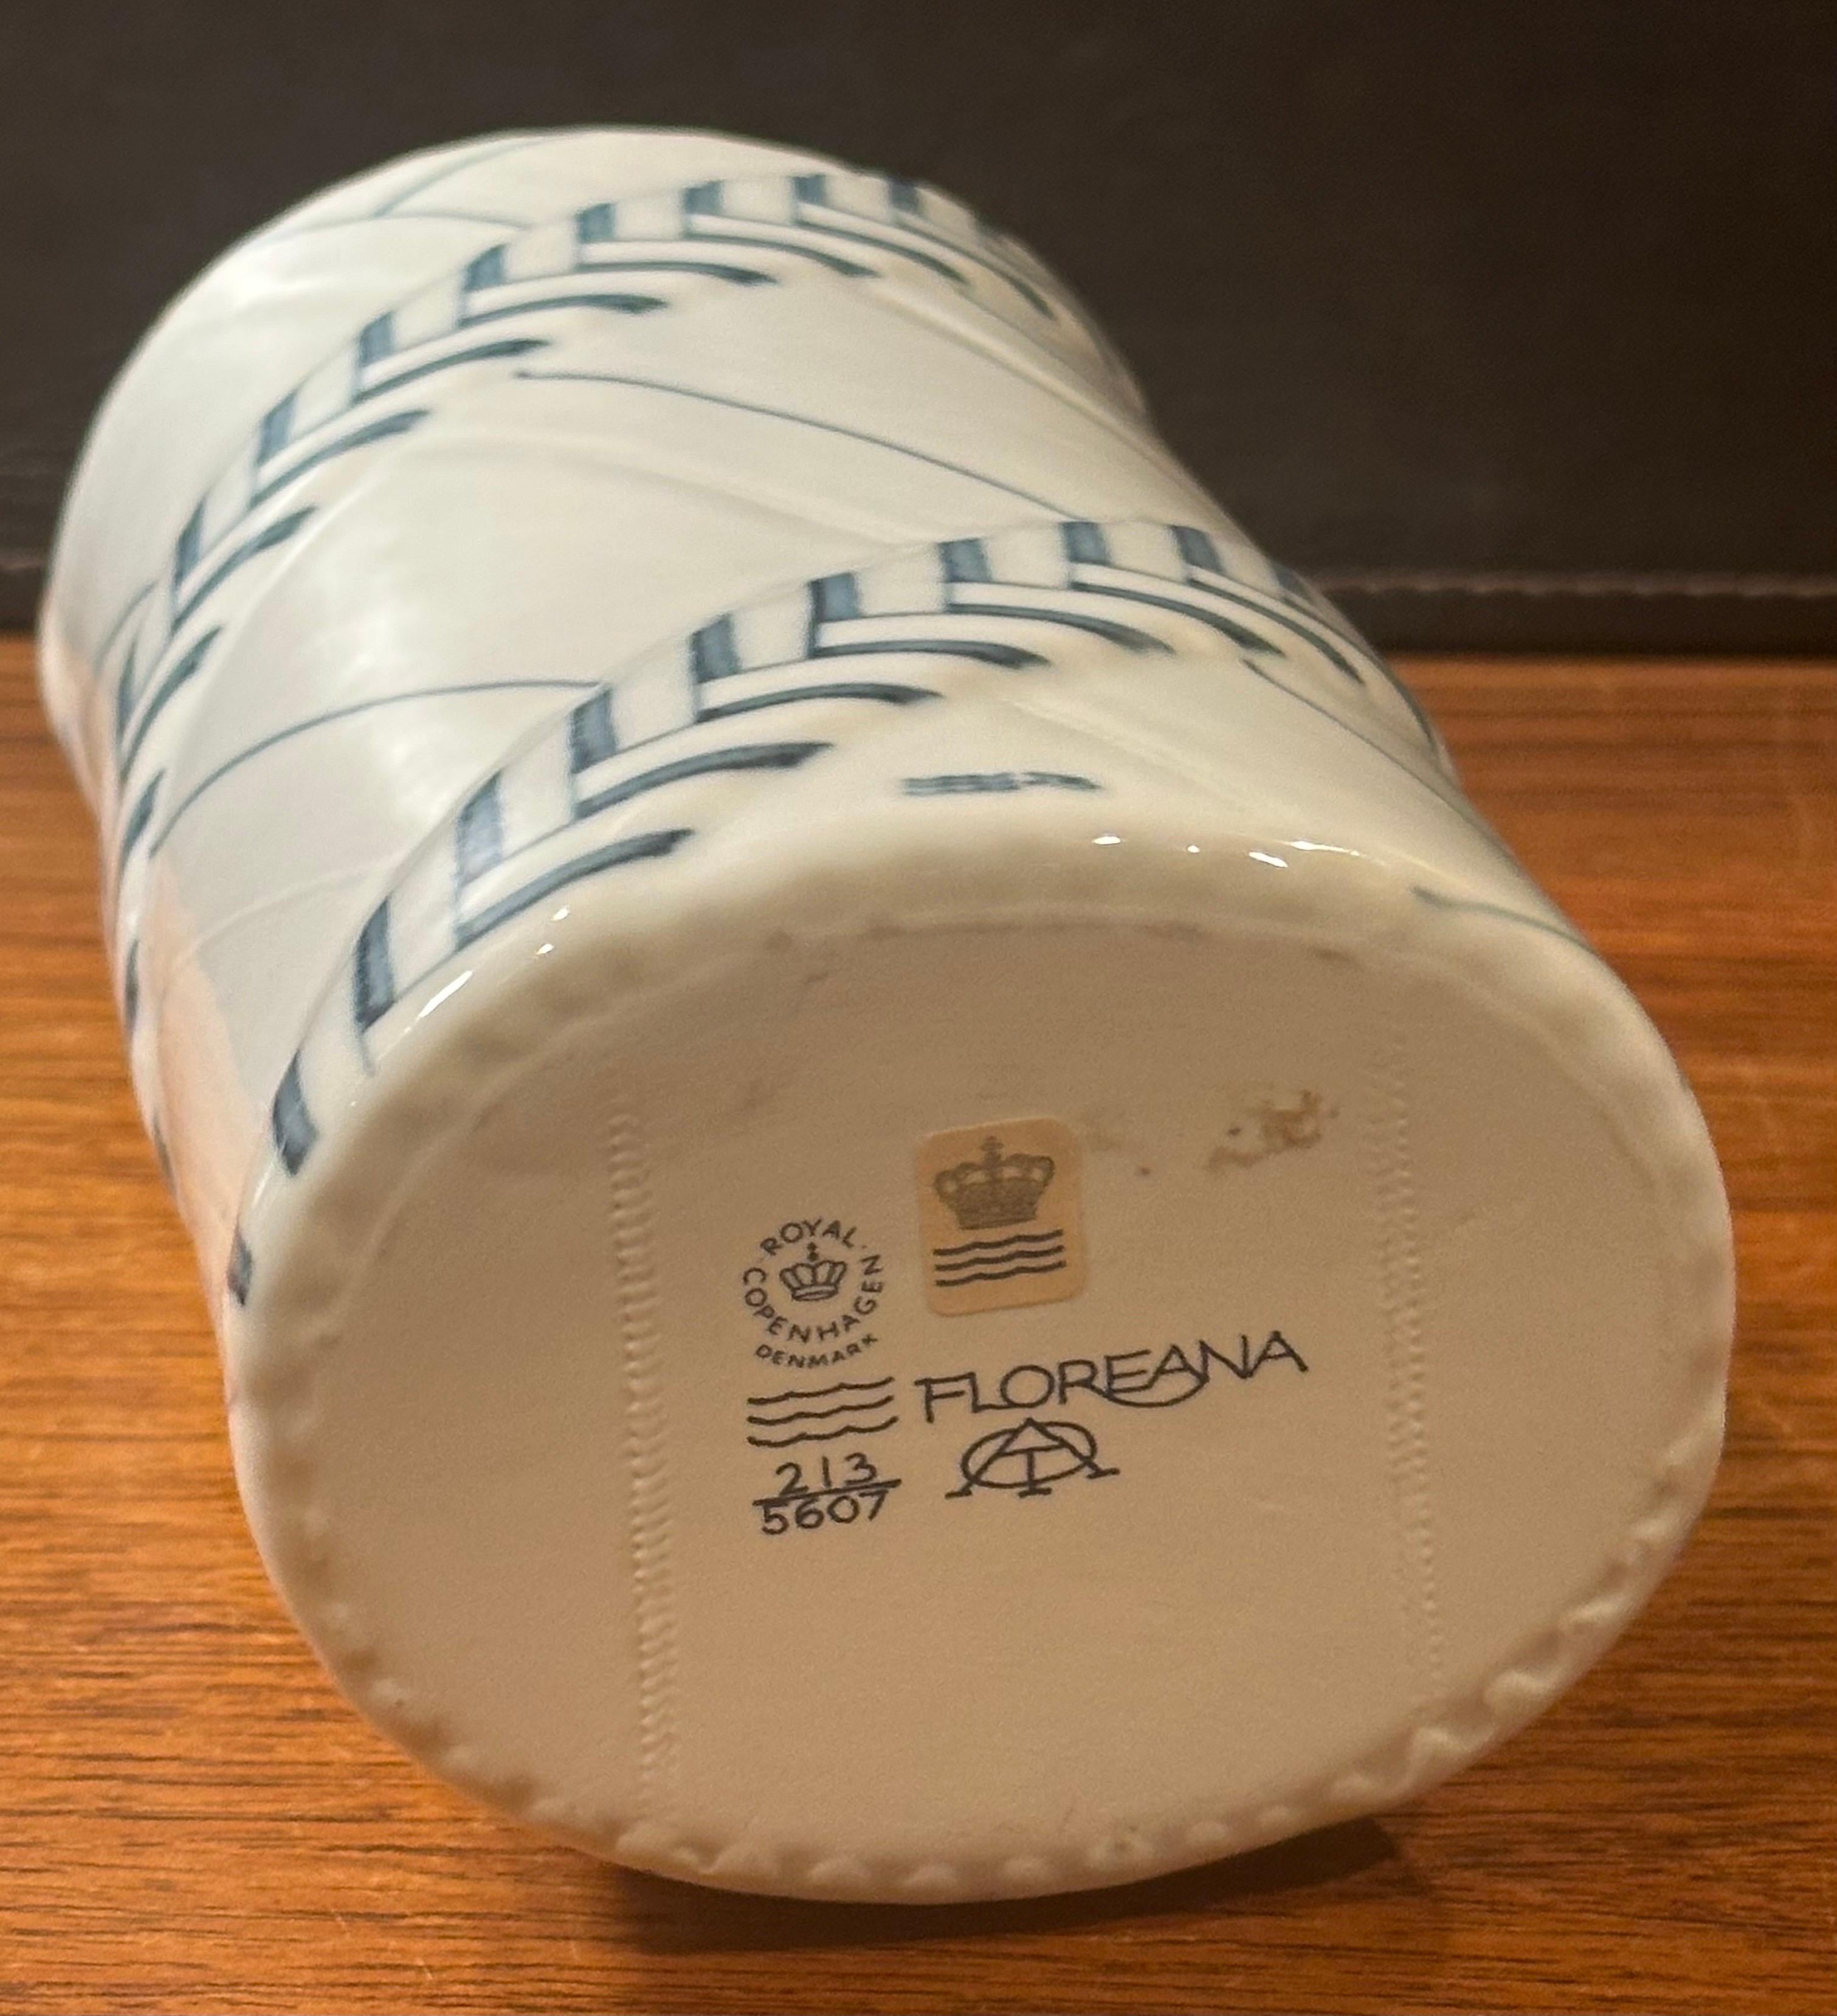 ROYAL
COPENHAGEN
DENMARK
FLOREANA
213
5607